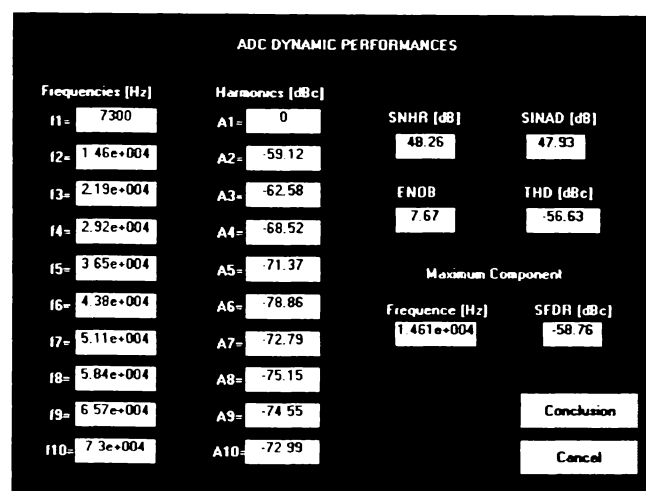 ADC DYNAMIC PERFORMANCES
Frequencies [Hz] Harmonics [dBc]
f1= 7300 A1= 0 SNHR [dB] SINAD [dB]
f2= 1.46e+004 A2= -59.12 48.26 47.93
f3= 2.19e+004 A3= -62.58 ENOB THD [dBc]
f4= 2.92e+004 A4= -68.52 7.67 -56.63
f5= 3.65e+004 A5= -71.37 Maximum Component
f6= 4.38e+004 A6= -78.86 Frequence [Hz] SFDR [dBc]
f7= 5.11e+004 A7= -72.79 1.461e+004 -58.76
f8= 5.84e+004 A8= -75.15
f9= 6.57e+004 A9= -74.55 Conclusion
f10= 7.3e+004 A10= -72.99 Cancel